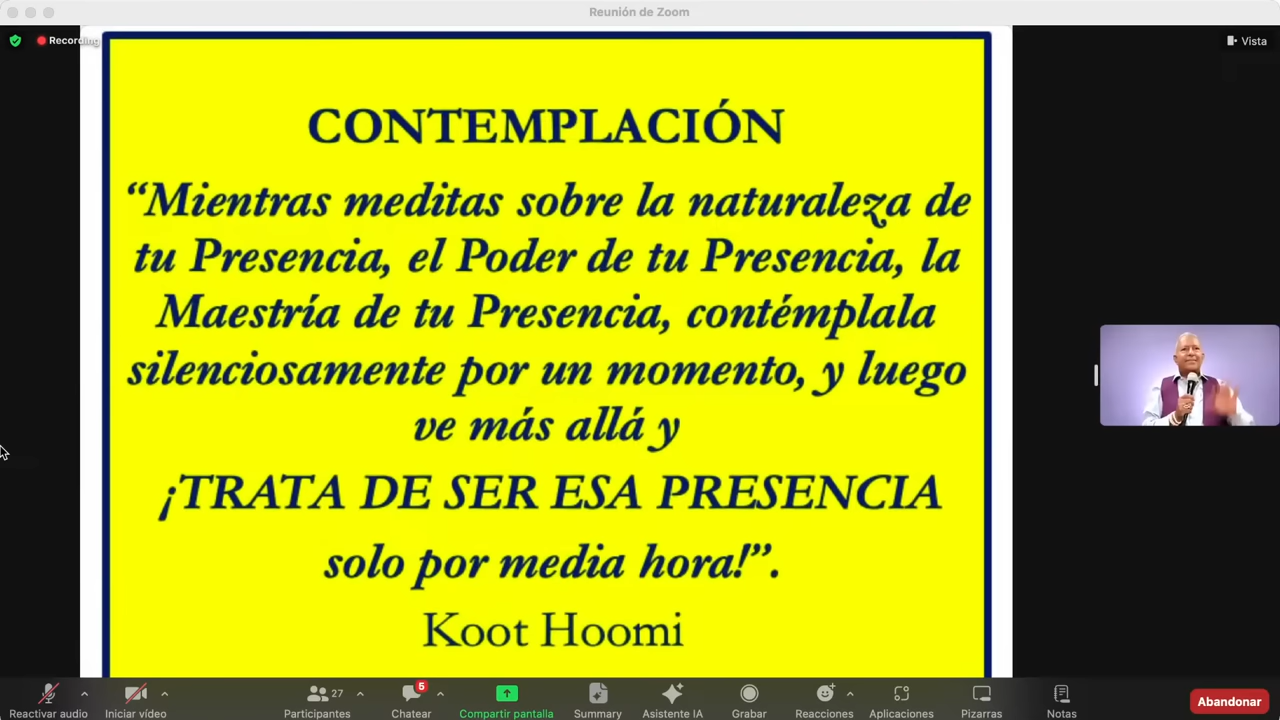 Reunión de Zoom
Recording
Vista
CONTEMPLACIÓN
“Mientras meditas sobre la naturaleza de
tu Presencia, el Poder de tu Presencia, la
Maestría de tu Presencia, contémplala
silenciosamente por un momento, y luego
ve más allá y
¡TRATA DE SER ESA PRESENCIA
solo por media hora!”.
Koot Hoomi
Reactivar audio
Iniciar vídeo
27
Participantes
5
Chatear
Compartir pantalla
Summary
Asistente IA
Grabar
Reacciones
Aplicaciones
Pizarras
Notas
Abandonar